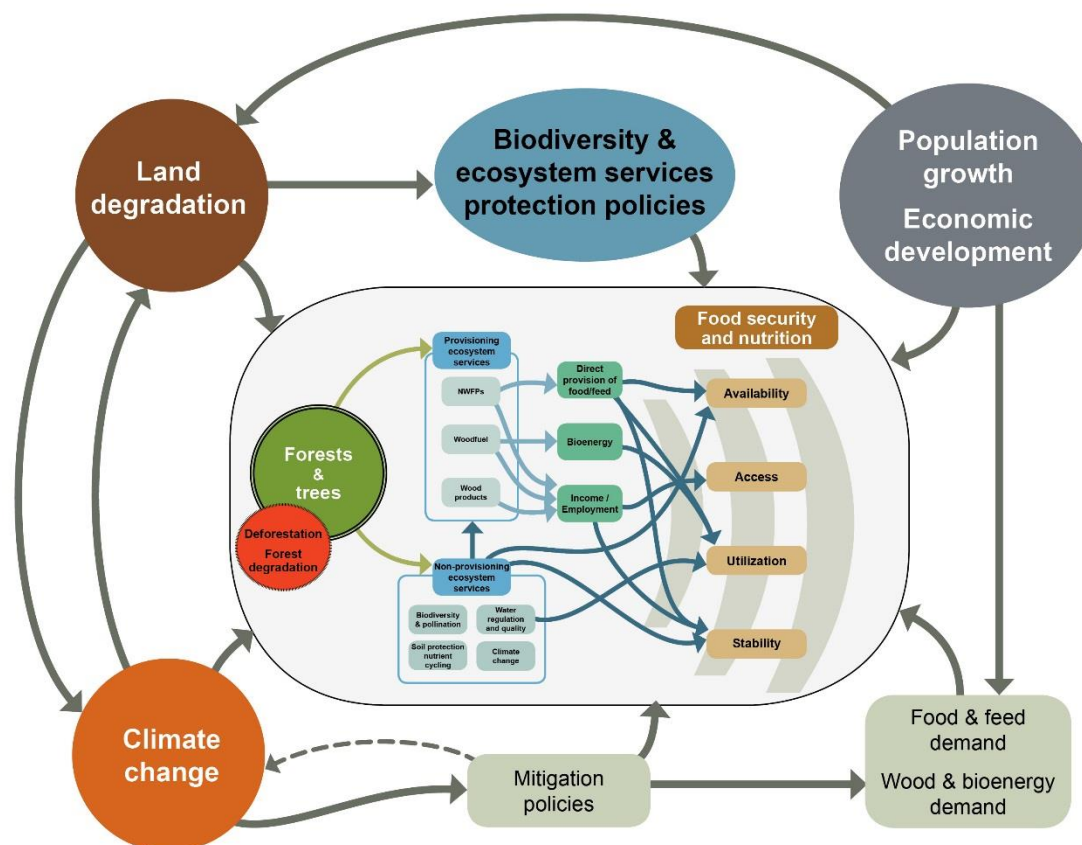 Land
degradation
Biodiversity &
ecosystem services
protection policies
Population
growth
Economic
development
Food security
and nutrition
Provisioning
ecosystem
services
NWFPs
Woodfuel
Wood
products
Direct
provision of
food/feed
Bioenergy
Income /
Employment
Availability
Access
Utilization
Stability
Forests
&
trees
Deforestation
Forest
degradation
Non-provisioning
ecosystem
services
Biodiversity
& pollination
Water
regulation
and quality
Soil protection
nutrient
cycling
Climate
change
Climate
change
Mitigation
policies
Food & feed
demand
Wood & bioenergy
demand